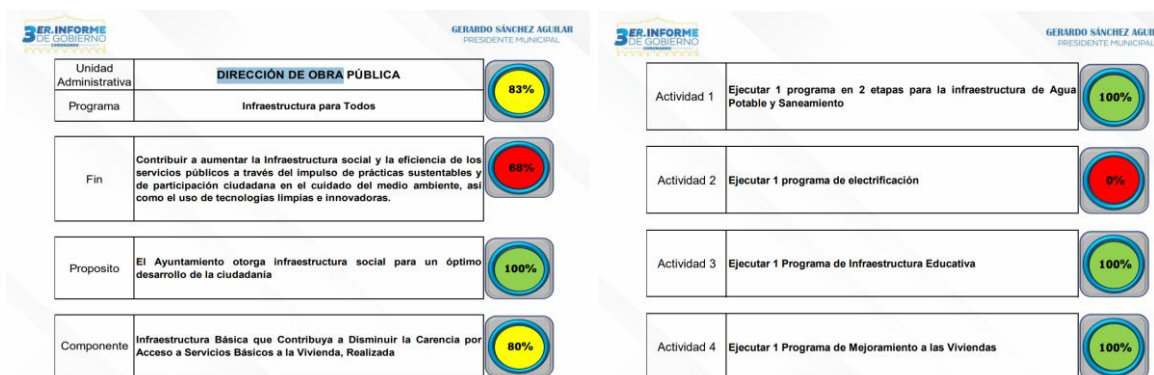 3ER.INFORME
DE GOBIERNO
GERARDO SÁNCHEZ AGUILAR
PRESIDENTE MUNICIPAL
Unidad
Administrativa
DIRECCIÓN DE OBRA PÚBLICA
83%
Programa
Infraestructura para Todos
Fin
Contribuir a aumentar la Infraestructura social y la eficiencia de los
servicios públicos a través del impulso de prácticas sustentables y
de participación ciudadana en el cuidado del medio ambiente, asi
como el uso de tecnologías limpias e innovadoras.
68%
Proposito
El Ayuntamiento otorga infraestructura social para un óptimo
desarrollo de la ciudadanía
100%
Componente
Infraestructura Básica que Contribuya a Disminuir la Carencia por
Acceso a Servicios Básicos a la Vivienda, Realizada
80%
3ER.INFORME
DE GOBIERNO
GERARDO SÁNCHEZ AGUI
PRESIDENTE MUNICIPAL
Actividad 1
Ejecutar 1 programa en 2 etapas para la infraestructura de Agua
Potable y Saneamiento
100%
Actividad 2
Ejecutar 1 programa de electrificación
0%
Actividad 3
Ejecutar 1 Programa de Infraestructura Educativa
100%
Actividad 4
Ejecutar 1 Programa de Mejoramiento a las Viviendas
100%